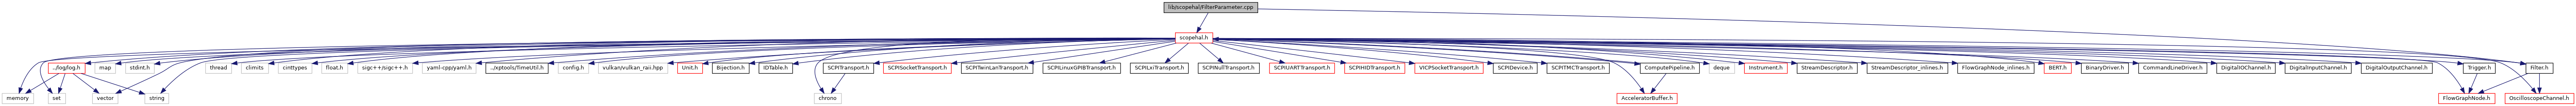 lib/scopehal/FilterParameter.cpp
scopehal.h
../log/log.h
map
stdint.h
thread
climits
cinttypes
float.h
sigc++/sigc++.h
yaml-cpp/yaml.h
../xptools/TimeUtil.h
config.h
vulkan/vulkan_raii.hpp
Unit.h
Bijection.h
IDTable.h
SCPITransport.h
SCPISocketTransport.h
SCPITwinLanTransport.h
SCPILinuxGPIBTransport.h
SCPILxiTransport.h
SCPINullTransport.h
SCPIUARTTransport.h
SCPIHIDTransport.h
VICPSocketTransport.h
SCPIDevice.h
SCPITMCTransport.h
ComputePipeline.h
deque
Instrument.h
StreamDescriptor.h
StreamDescriptor_inlines.h
FlowGraphNode_inlines.h
BERT.h
BinaryDriver.h
CommandLineDriver.h
DigitalIOChannel.h
DigitalInputChannel.h
DigitalOutputChannel.h
Trigger.h
Filter.h
memory
set
vector
string
chrono
AcceleratorBuffer.h
FlowGraphNode.h
OscilloscopeChannel.h